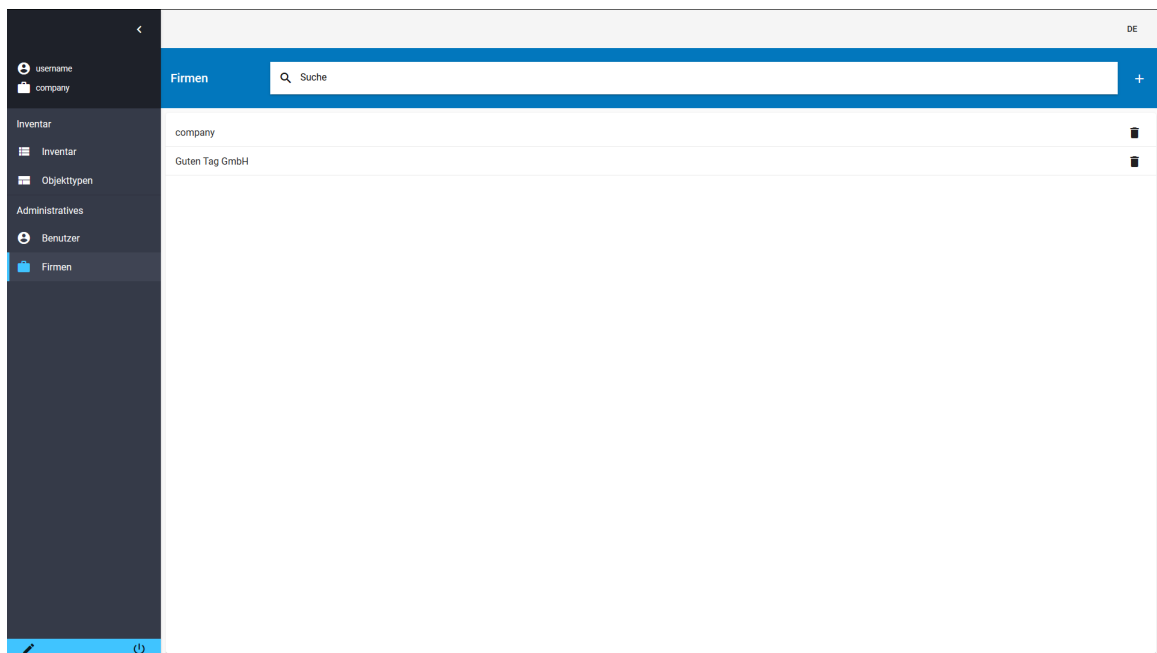 DE
username
company
Firmen
Suche
Inventar
Inventar
Objekttypen
Administratives
Benutzer
Firmen
company
Guten Tag GmbH